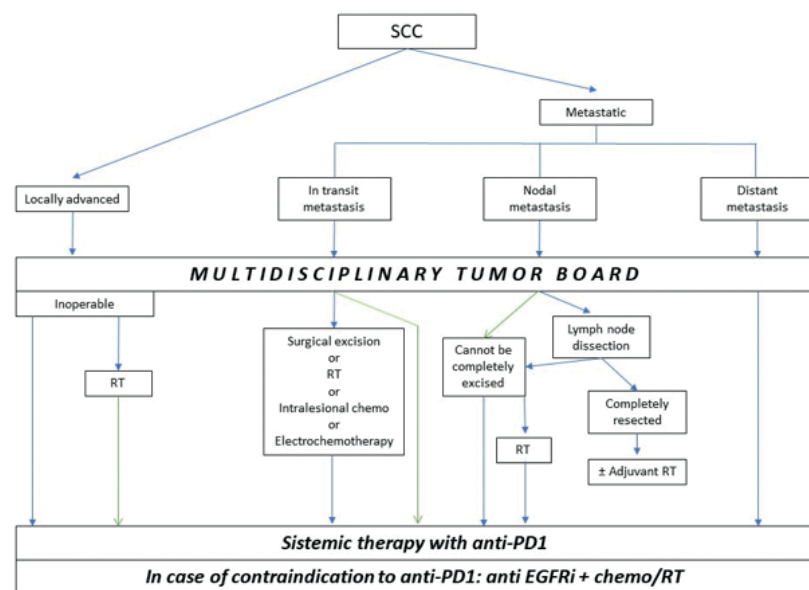 SCC
Metastatic
Locally advanced
In transit
metastasis
Nodal
metastasis
Distant
metastasis
MULTIDISCIPLINARY TUMOR BOARD
Inoperable
RT
Surgical excision
or
RT
or
Intralesional chemo
or
Electrochemotherapy
Cannot be
completely
excised
Lymph node
dissection
RT
Completely
resected
± Adjuvant RT
Sistemic therapy with anti-PD1
In case of contraindication to anti-PD1: anti EGFRi + chemo/RT